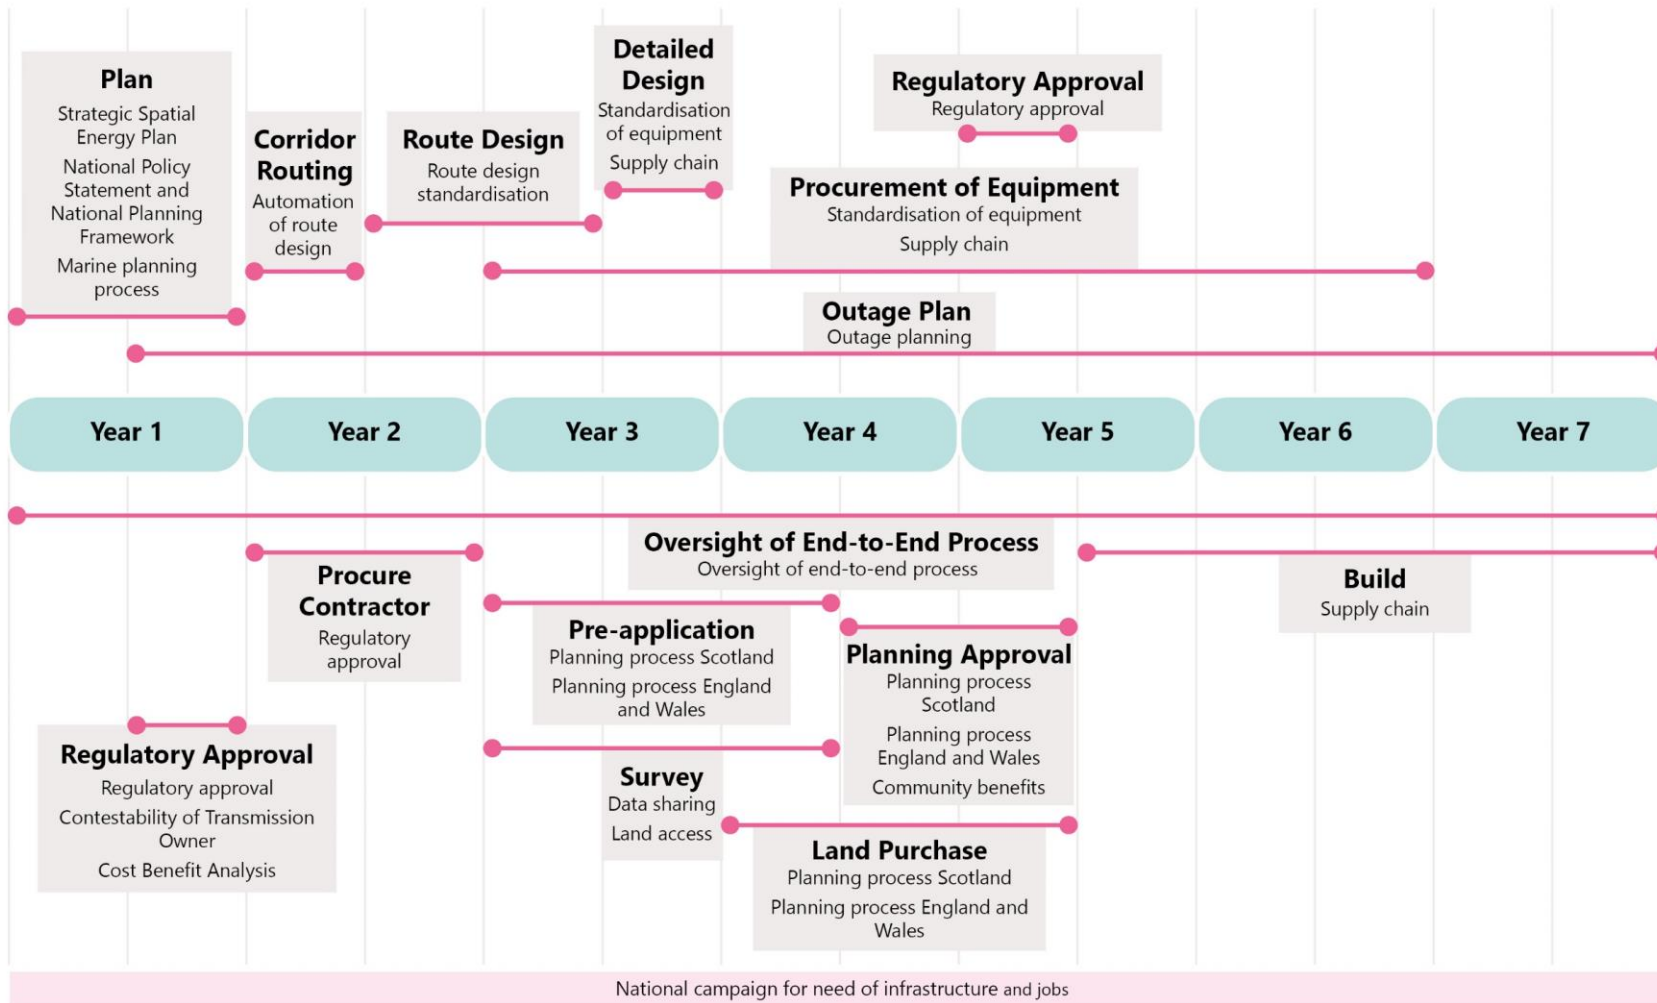 Plan
Strategic Spatial
Energy Plan
National Policy
Statement and
National Planning
Framework
Marine planning
process
Corridor
Routing
Automation
of route
design
Route Design
Route design
standardisation
Detailed
Design
Standardisation
of equipment
Supply chain
Regulatory Approval
Regulatory approval
Procurement of Equipment
Standardisation of equipment
Supply chain
Outage Plan
Outage planning
Year 1
Year 2
Year 3
Year 4
Year 5
Year 6
Year 7
Oversight of End-to-End Process
Oversight of end-to-end process
Procure
Contractor
Regulatory
approval
Build
Supply chain
Pre-application
Planning process Scotland
Planning process England
and Wales
Planning Approval
Planning process
Scotland
Planning process
England and Wales
Community benefits
Regulatory Approval
Regulatory approval
Contestability of Transmission
Owner
Cost Benefit Analysis
Survey
Data sharing
Land access
Land Purchase
Planning process Scotland
Planning process England and
Wales
National campaign for need of infrastructure and jobs